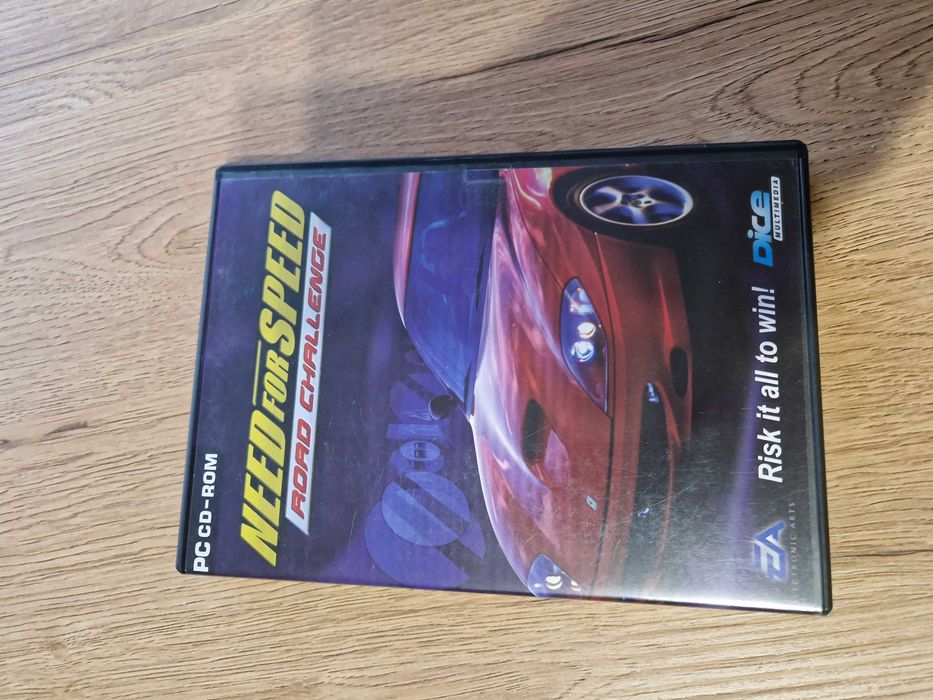 PC CD-ROM
NEED FOR SPEED
ROAD CHALLENGE
Risk it all to win!
EA
ELECTRONIC ARTS
DICE
MULTIMEDIA